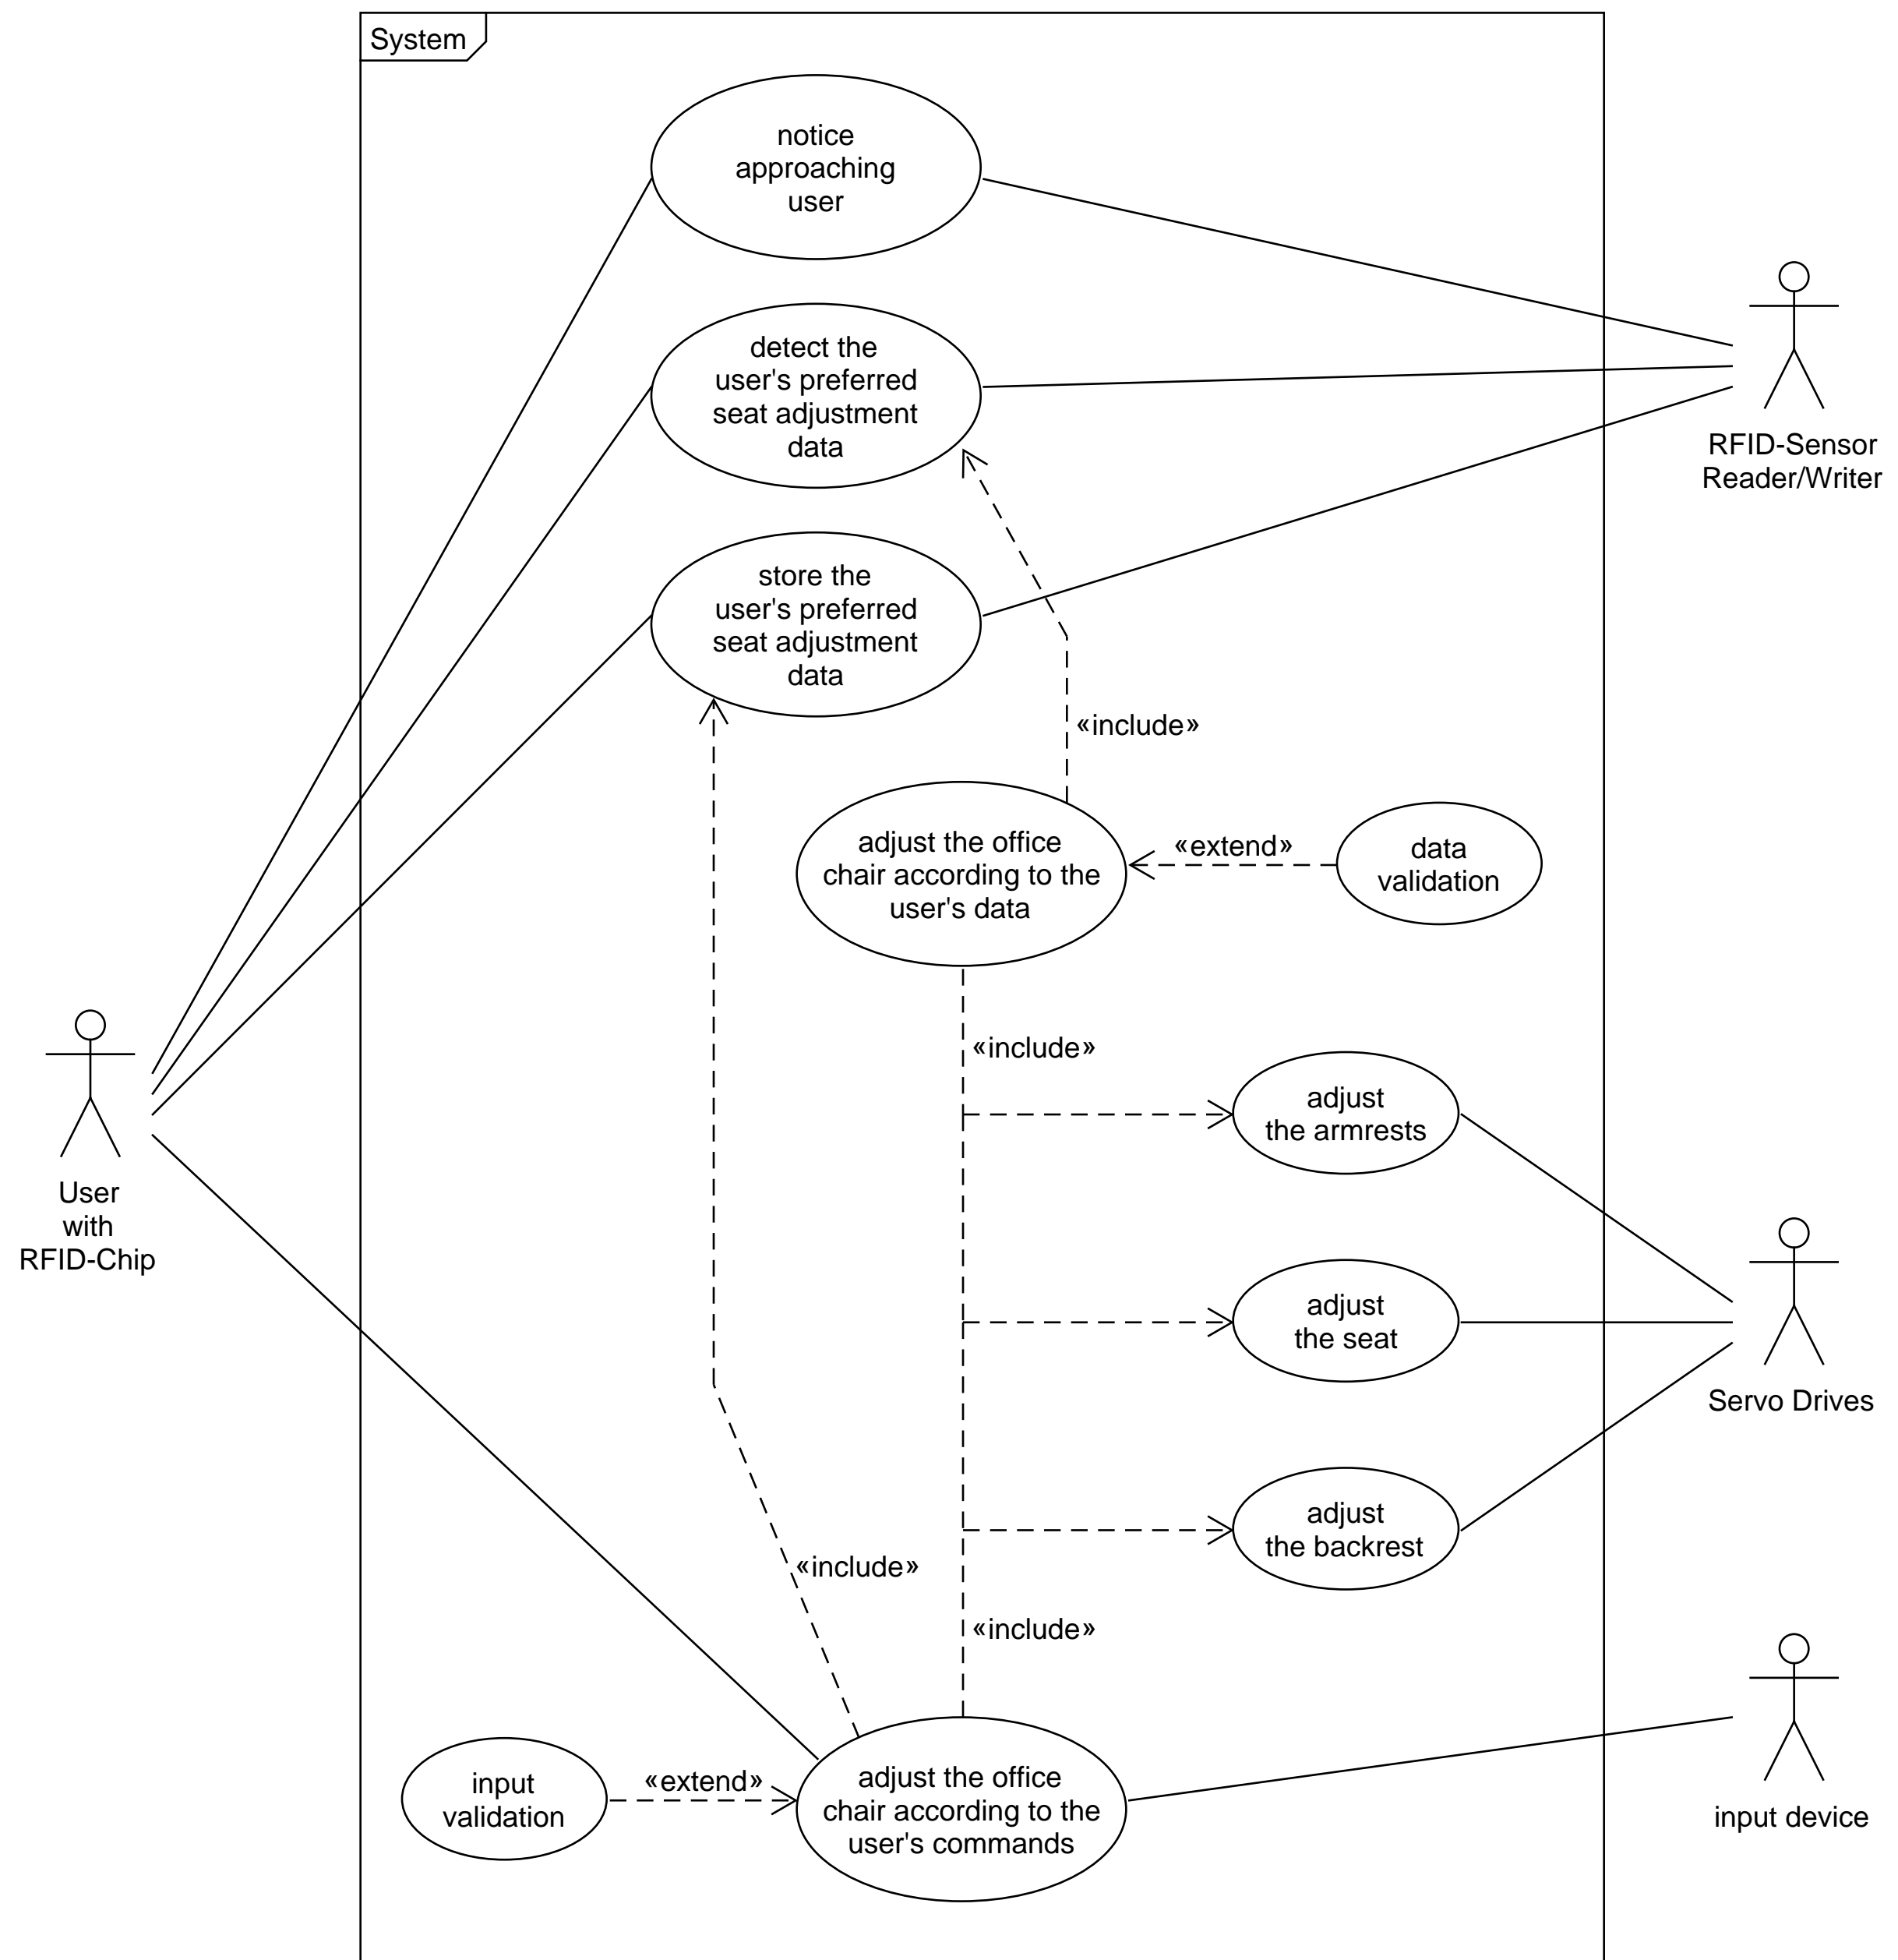 System
notice
approaching
user
detect the
user's preferred
seat adjustment
data
RFID-Sensor
Reader/Writer
store the
user's preferred
seat adjustment
data
«include»
adjust the office
chair according to the
user's data
«extend»
data
validation
«include»
adjust
the armrests
User
with
RFID-Chip
adjust
the seat
Servo Drives
adjust
the backrest
«include»
«include»
input
validation
«extend»
adjust the office
chair according to the
user's commands
input device